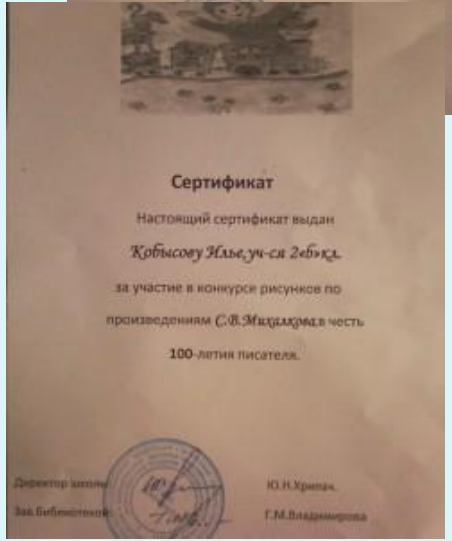 Сертификат
Настоящий сертификат выдан
Кобысову Илье,уч-ся 2«б»кл.
за участие в конкурсе рисунков по
произведениям С.В.Михалкова,в честь
100-летия писателя.
Директор школы Ю.Н.Хрипач.
Зав.Библиотекой: Г.М.Владимирова